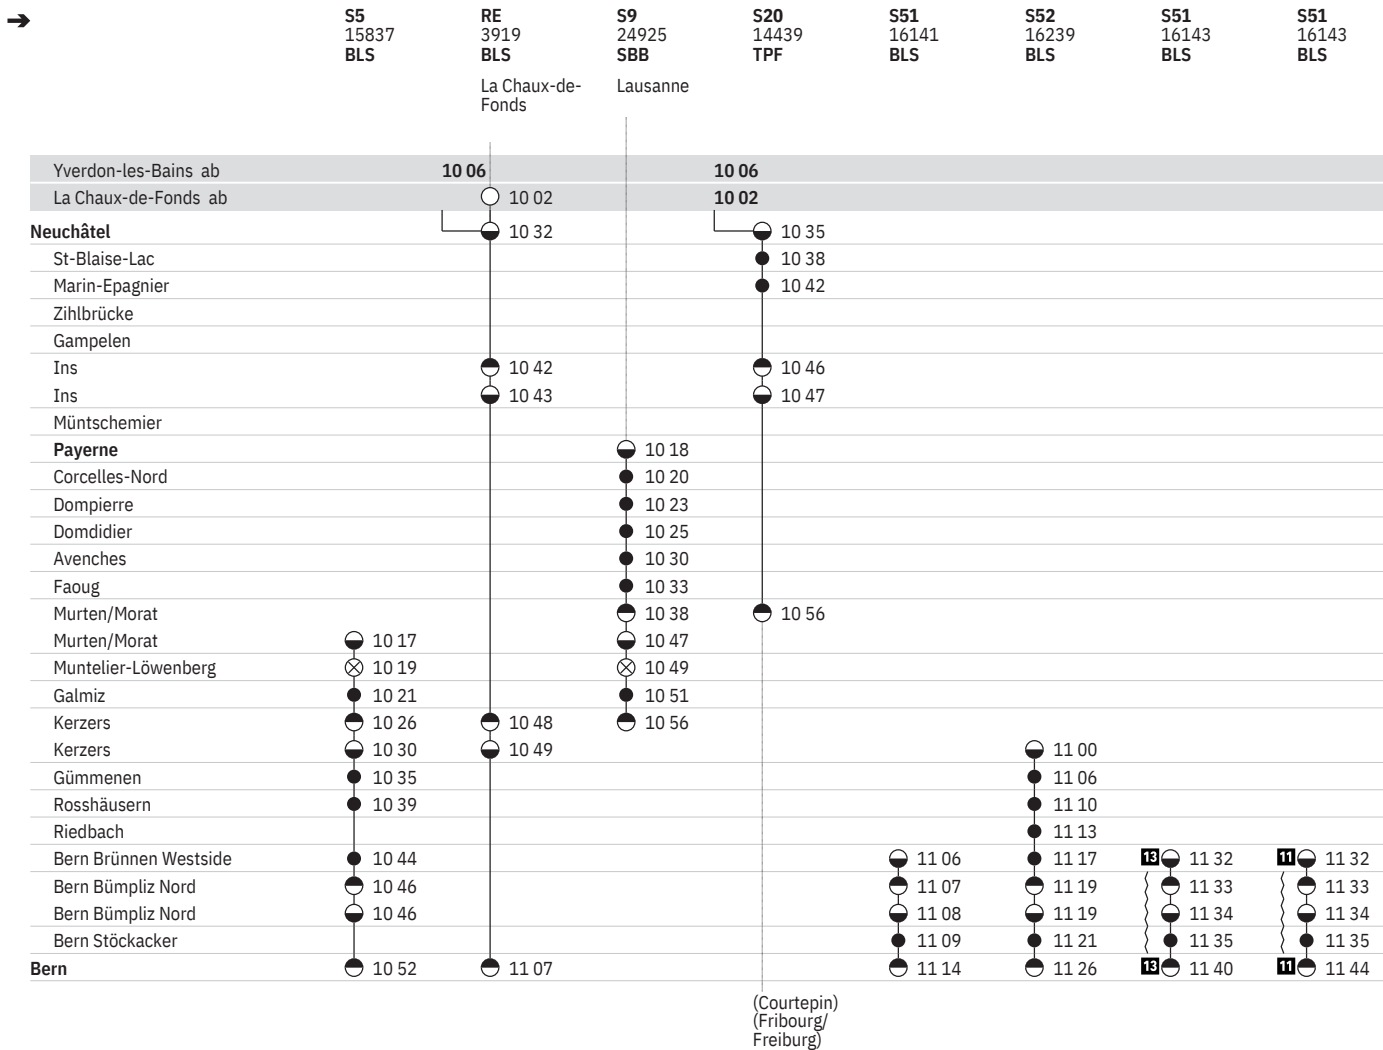 ➔ S5 RE S9 S20 S51 S52 S51 S51
15837 3919 24925 14439 16141 16239 16143 16143
BLS BLS SBB TPF BLS BLS BLS BLS
La Chaux-de- Lausanne
Fonds
Yverdon-les-Bains ab 10 06 10 06
La Chaux-de-Fonds ab 10 02 10 02
Neuchâtel 10 32 10 35
St-Blaise-Lac 10 38
Marin-Epagnier 10 42
Zihlbrücke
Gampelen
Ins 10 42 10 46
Ins 10 43 10 47
Müntschemier
Payerne 10 18
Corcelles-Nord 10 20
Dompierre 10 23
Domdidier 10 25
Avenches 10 30
Faoug 10 33
Murten/Morat 10 38 10 56
Murten/Morat 10 17 10 47
Muntelier-Löwenberg 10 19 10 49
Galmiz 10 21 10 51
Kerzers 10 26 10 48 10 56
Kerzers 10 30 10 49 11 00
Gümmenen 10 35 11 06
Rosshäusern 10 39 11 10
Riedbach 11 13
Bern Brünnen Westside 10 44 11 06 11 17 13 11 32 11 11 32
Bern Bümpliz Nord 10 46 11 07 11 19 11 33 11 33
Bern Bümpliz Nord 10 46 11 08 11 19 11 34 11 34
Bern Stöckacker 11 09 11 21 11 35 11 35
Bern 10 52 11 07 11 14 11 26 13 11 40 11 11 44
(Courtepin)
(Fribourg/
Freiburg)